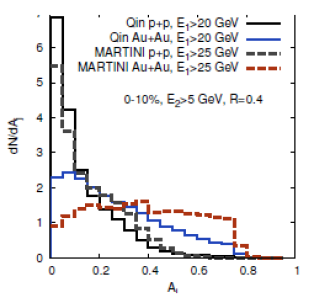 Qin p+p, E₁>20 GeV
Qin Au+Au, E₁>20 GeV
MARTINI p+p, E₁>25 GeV
MARTINI Au+Au, E₁>25 GeV
0-10%, E₂>5 GeV, R=0.4
dN/dAⱼ
6
5
4
3
2
1
0
0 0.2 0.4 0.6 0.8 1
Aⱼ